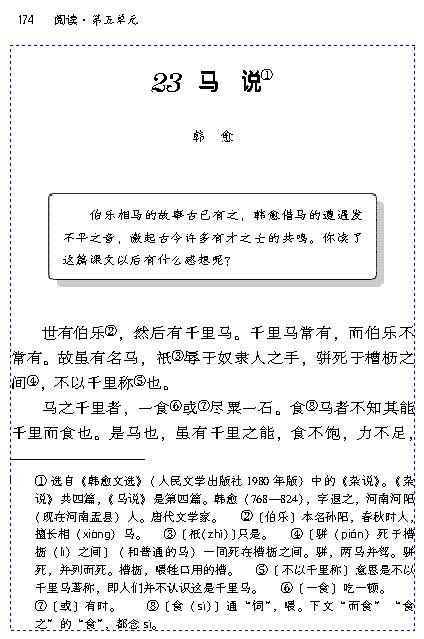 174 阅读·第五单元
23 马 说①
韩 愈
伯乐相马的故事古已有之，韩愈借马的遭遇发
不平之音，激起古今许多有才之士的共鸣。你读了
这篇课文以后有什么感想呢？
世有伯乐②，然后有千里马。千里马常有，而伯乐不
常有。故虽有名马，祗③辱于奴隶人之手，骈死于槽枥之
间④，不以千里称⑤也。
马之千里者，一食⑥或⑦尽粟一石。食⑧马者不知其能
千里而食也。是马也，虽有千里之能，食不饱，力不足，
①选自《韩愈文选》（人民文学出版社1980年版）中的《杂说》。《杂
说》共四篇，《马说》是第四篇。韩愈（768—824），字退之，河南河阳
（现在河南孟县）人。唐代文学家。 ②〔伯乐〕本名孙阳，春秋时人，
擅长相（xiàng）马。 ③〔祗(zhǐ)〕只是。 ④〔骈（pián）死于槽
枥（lì）之间〕（和普通的马）一同死在槽枥之间。骈，两马并驾。骈
死，并列而死。槽枥，喂牲口用的槽。 ⑤〔不以千里称〕意思是不以
千里马著称，即人们并不认识这是千里马。 ⑥〔一食〕吃一顿。
⑦〔或〕有时。 ⑧〔食（sì）〕通“饲”，喂。下文“而食”“食
之”的“食”，都念sì。